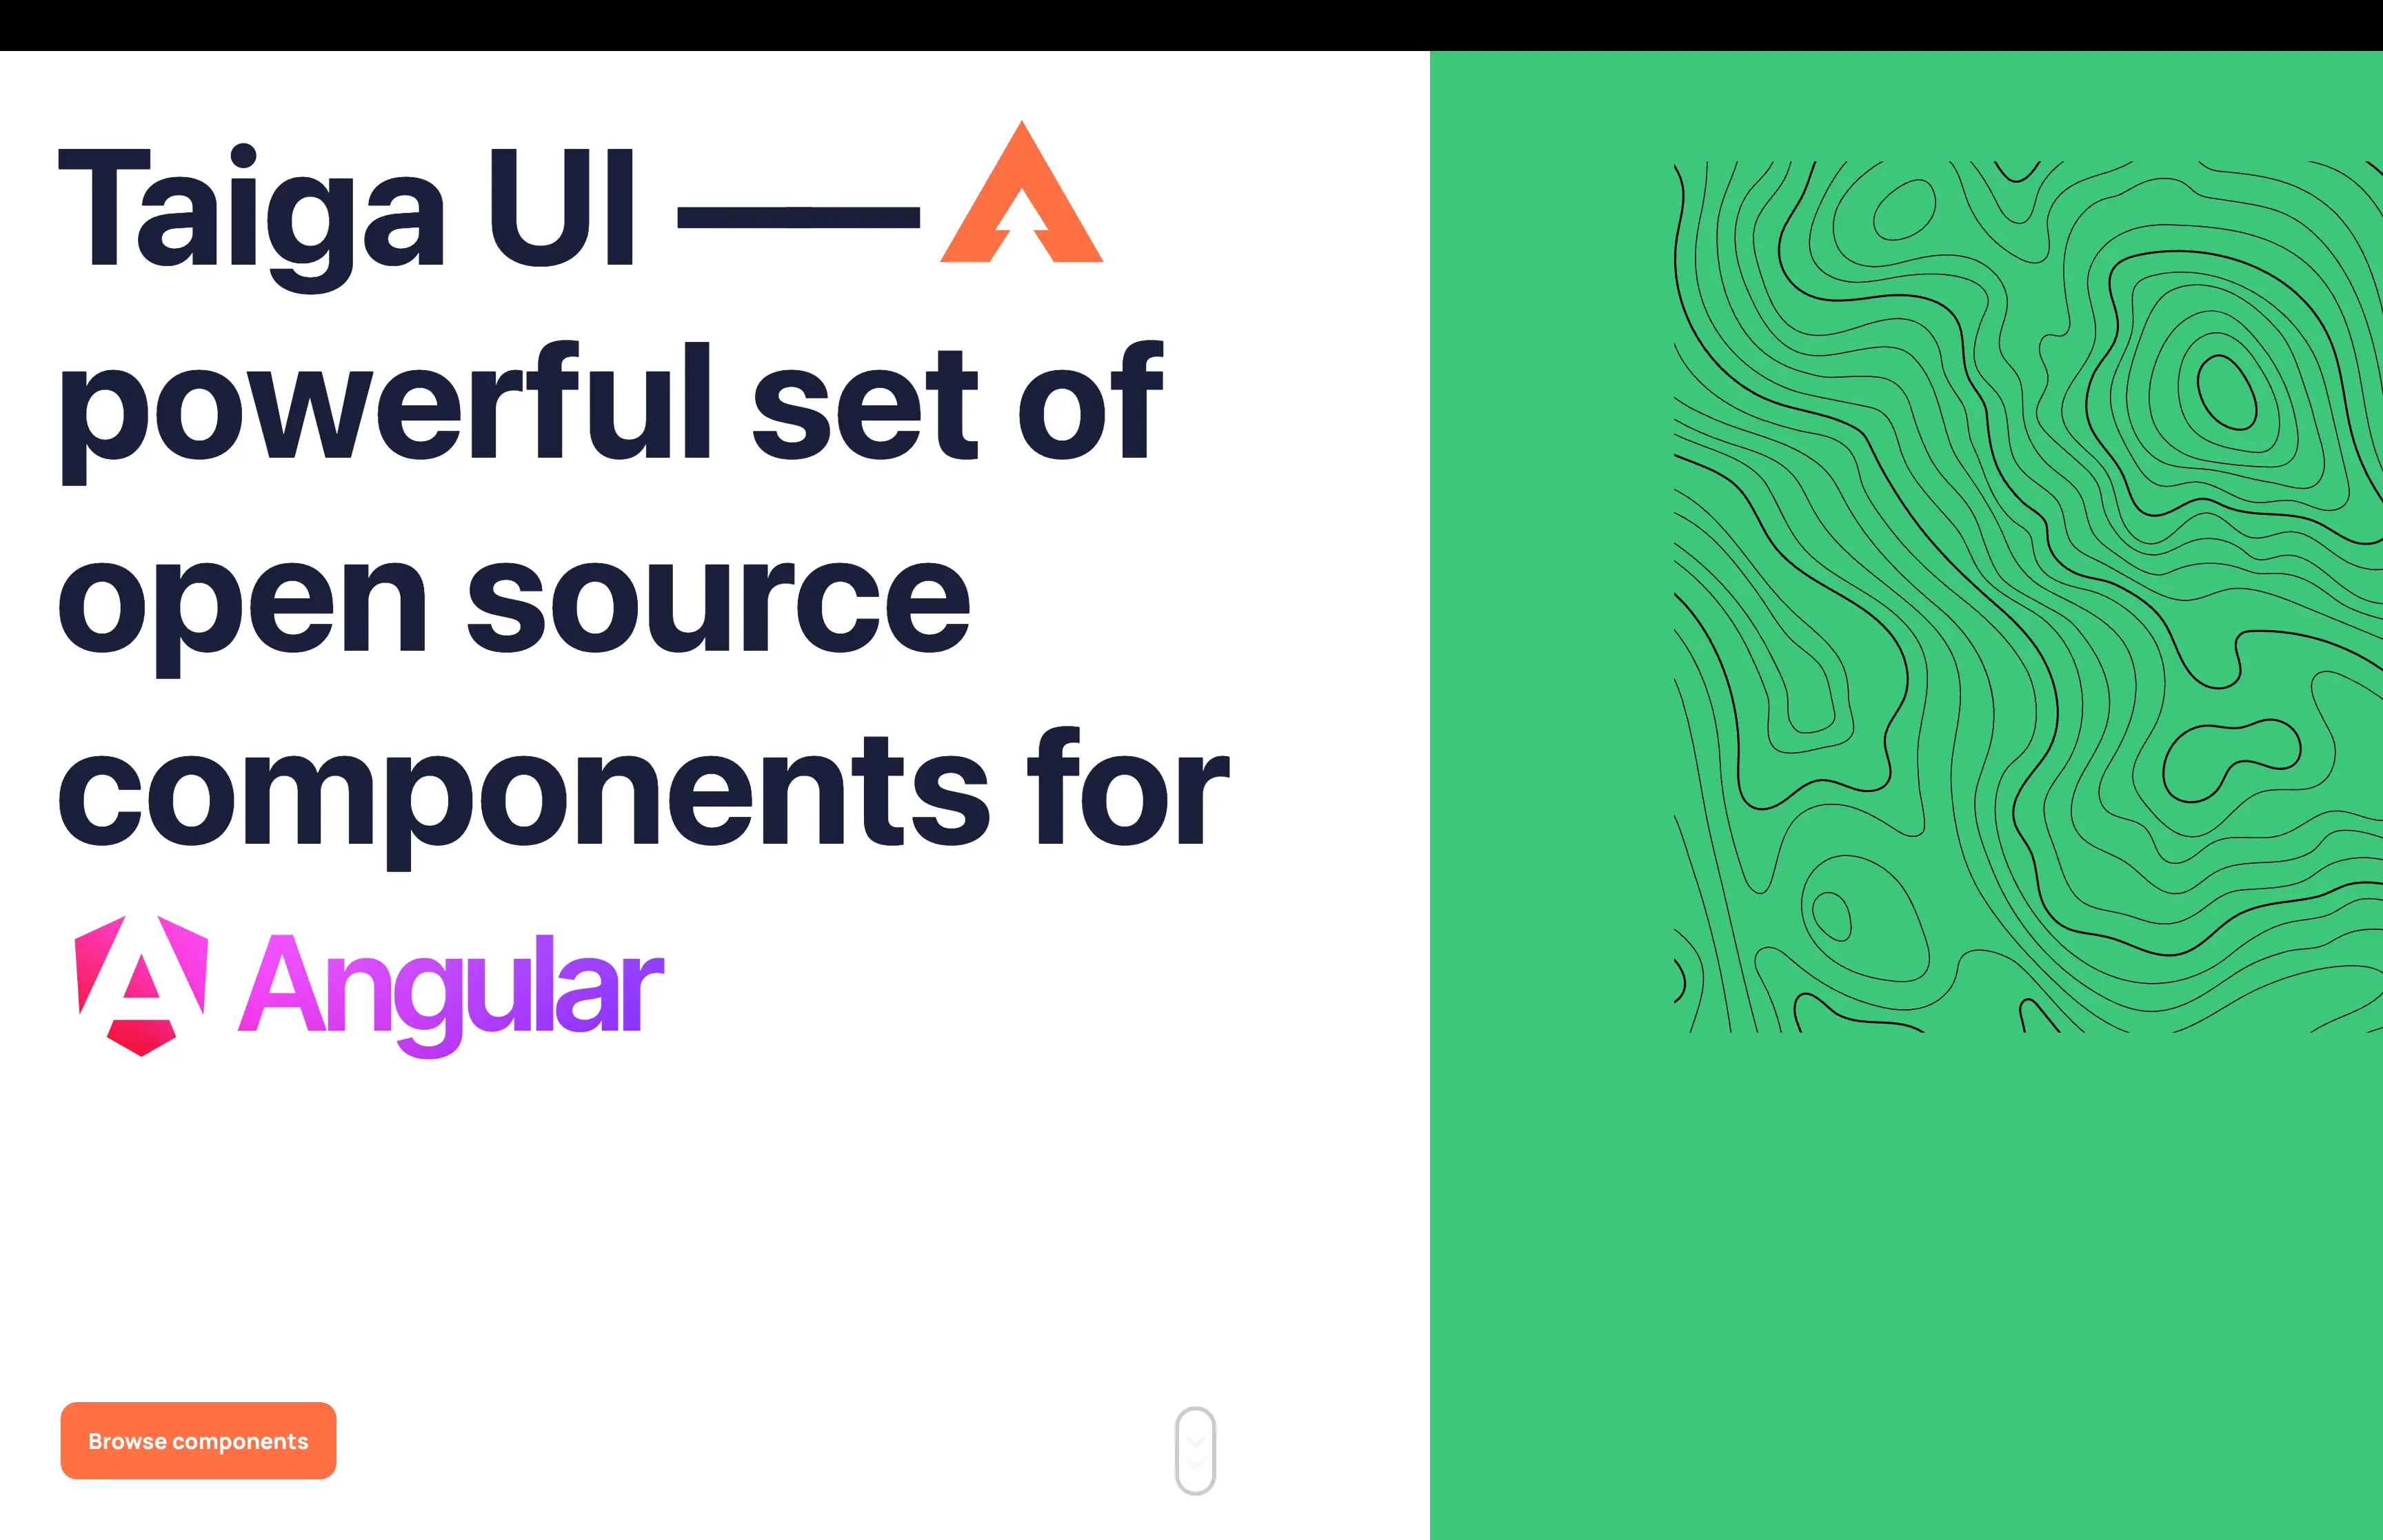 Taiga UI —
powerful set of
open source
components for
Angular
Browse components